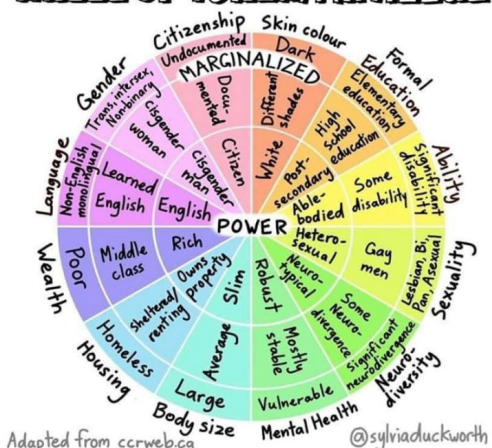 Citizenship
Undocumented
Documented
Citizen
Skin colour
Dark
Different shades
White
Formal Education
Elementary education
High School education
Post-secondary
Ability
Significant disability
Some disability
Able-bodied
Sexuality
Lesbian, Bi, Pan, Asexual
Gay men
Hetero-sexual
Neuro-diversity
Significant neurodivergence
Some Neuro-divergence
Neuro-typical
Mental Health
Vulnerable
Mostly stable
Robust
Body size
Large
Average
Slim
Housing
Homeless
Sheltered/renting
Owns property
Wealth
Poor
Middle class
Rich
Language
Non-English monolingual
Learned English
English
Gender
Trans, intersex, Nonbinary
Cisgender woman
Cisgender man
MARGINALIZED
POWER
Adapted from ccrweb.ca
@sylviaduckworth